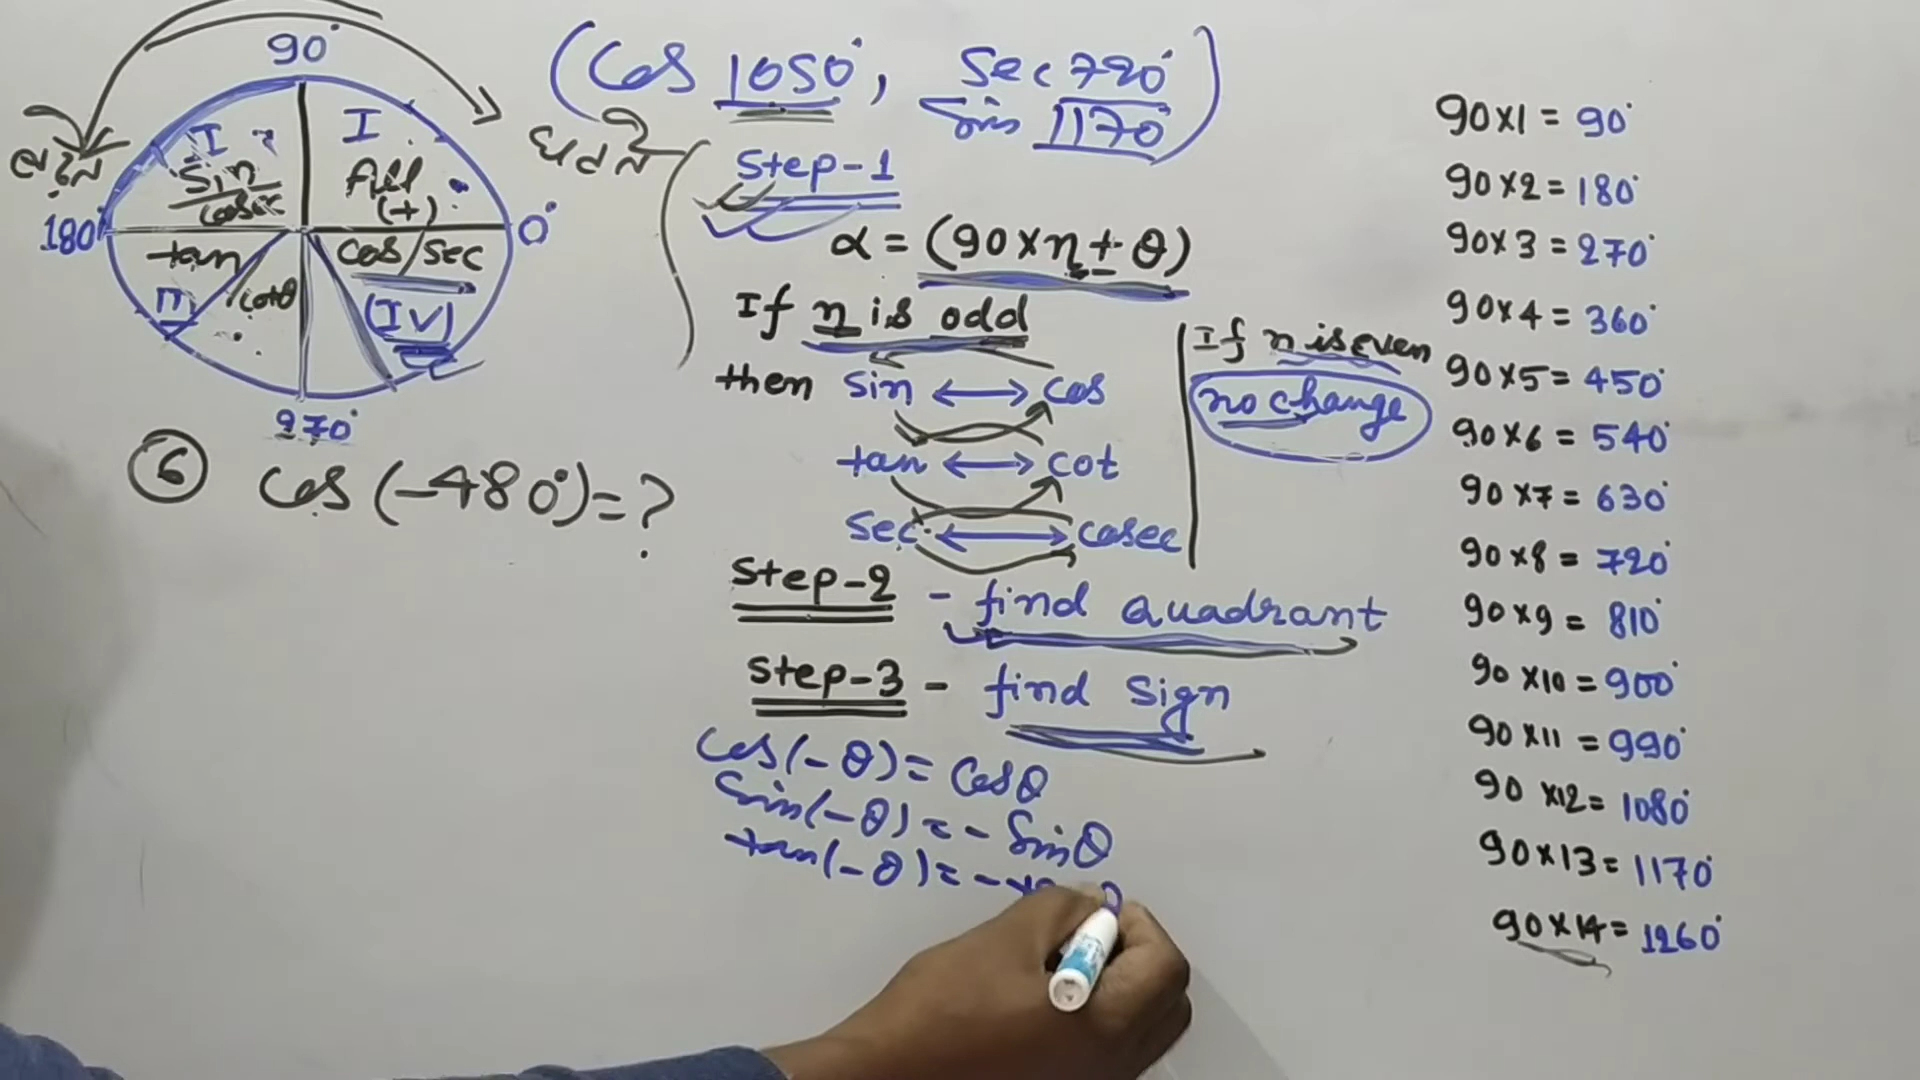 90°
I
All
(+)
Sin
cosec
180°
0°
tan
cotθ
III
cos/sec
(IV)
270°
(Cos 1050°, Sec 720°
Sin 1170°)
Step-1
α = (90×n ± θ)
If n is odd
then sin ↔ cos
tan ↔ cot
Sec ↔ cosec
If n is even
no change
Step-2 - find quadrant
Step-3 - find Sign
⑥ cos(-480°)=?
cos(-θ) = cosθ
Sin(-θ) = - Sinθ
tan(-θ) = -
90×1 = 90°
90×2 = 180°
90×3 = 270°
90×4 = 360°
90×5 = 450°
90×6 = 540°
90×7 = 630°
90×8 = 720°
90×9 = 810°
90×10 = 900°
90×11 = 990°
90×12 = 1080°
90×13 = 1170°
90×14 = 1260°